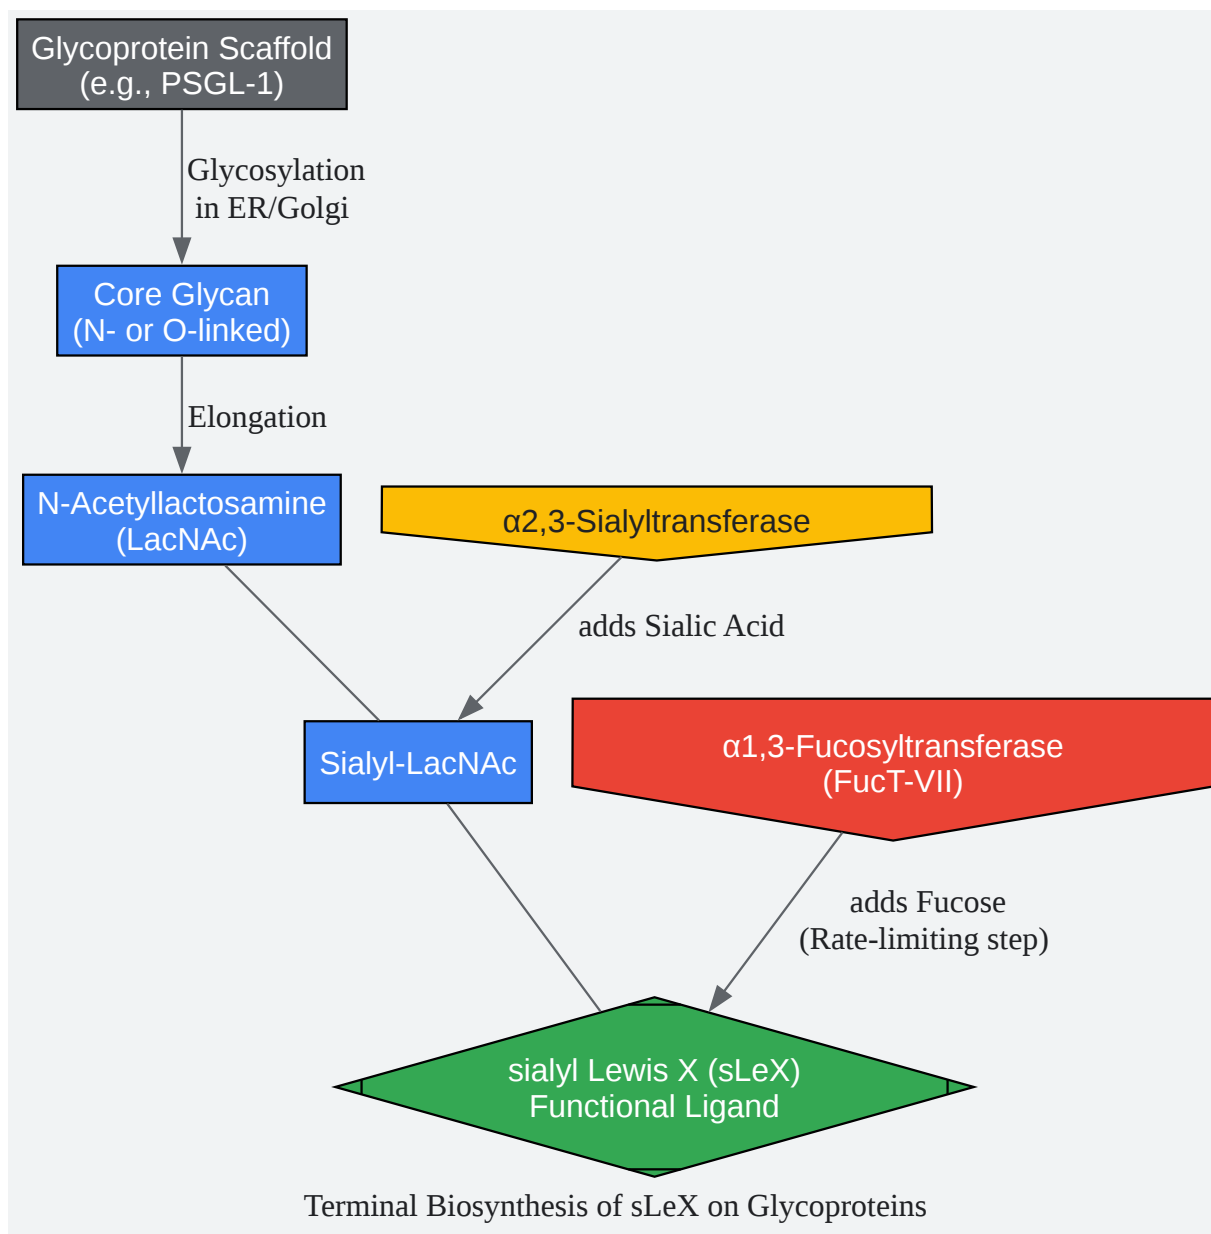 Glycoprotein Scaffold
(e.g., PSGL-1)
Glycosylation
in ER/Golgi
Core Glycan
(N- or O-linked)
Elongation
N-Acetyllactosamine
(LacNAc)
α2,3-Sialyltransferase
adds Sialic Acid
Sialyl-LacNAc
α1,3-Fucosyltransferase
(FucT-VII)
adds Fucose
(Rate-limiting step)
sialyl Lewis X (sLeX)
Functional Ligand
Terminal Biosynthesis of sLeX on Glycoproteins